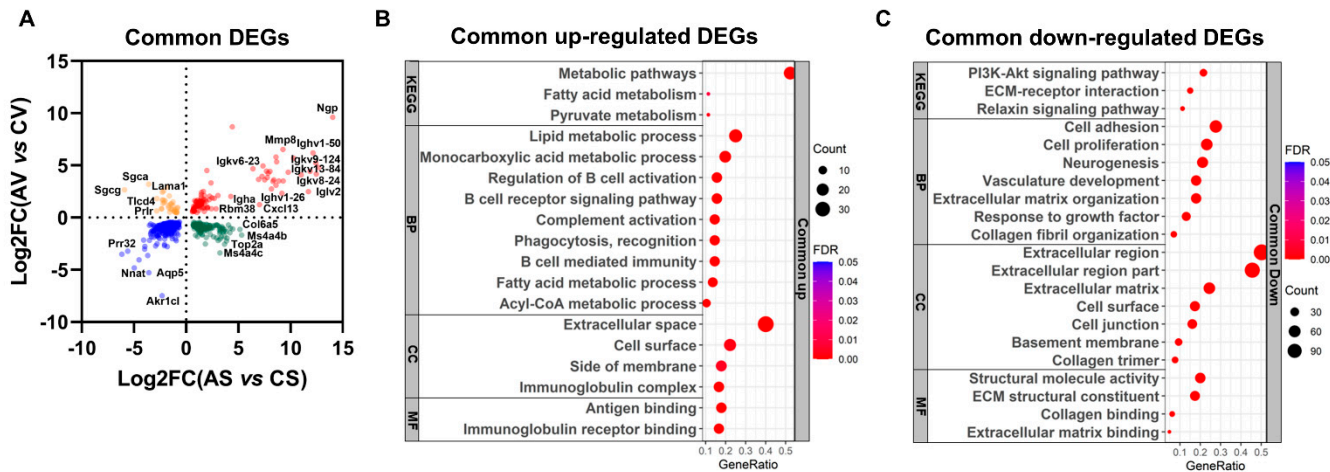 A
Common DEGs
Log2FC(AV vs CV)
15
10
5
0
-5
-10
-10
-5
0
5
10
15
Log2FC(AS vs CS)
Ngp
Mmp8
Ighv1-50
Igkv6-23
Igkv9-124
Igkv13-84
Igkv8-24
Iglv2
Ighv1-26
Igha
Cxcl13
Rbm38
Sgca
Sgcg
Lama1
Tlcd4
Prlr
Col6a5
Ms4a4b
Top2a
Ms4a4c
Prr32
Nnat
Aqp5
Akr1cl
B
Common up-regulated DEGs
KEGG
Metabolic pathways
Fatty acid metabolism
Pyruvate metabolism
BP
Lipid metabolic process
Monocarboxylic acid metabolic process
Regulation of B cell activation
B cell receptor signaling pathway
Complement activation
Phagocytosis, recognition
B cell mediated immunity
Fatty acid metabolic process
Acyl-CoA metabolic process
CC
Extracellular space
Cell surface
Side of membrane
Immunoglobulin complex
MF
Antigen binding
Immunoglobulin receptor binding
0.1 0.2 0.3 0.4 0.5
GeneRatio
Common up
Count
10
20
30
FDR
0.05
0.04
0.03
0.02
0.01
0.00
C
Common down-regulated DEGs
KEGG
PI3K-Akt signaling pathway
ECM-receptor interaction
Relaxin signaling pathway
BP
Cell adhesion
Cell proliferation
Neurogenesis
Vasculature development
Extracellular matrix organization
Response to growth factor
Collagen fibril organization
CC
Extracellular region
Extracellular region part
Extracellular matrix
Cell surface
Cell junction
Basement membrane
Collagen trimer
MF
Structural molecule activity
ECM structural constituent
Collagen binding
Extracellular matrix binding
0.1 0.2 0.3 0.4 0.5
GeneRatio
Common Down
FDR
0.05
0.04
0.03
0.02
0.01
0.00
Count
30
60
90